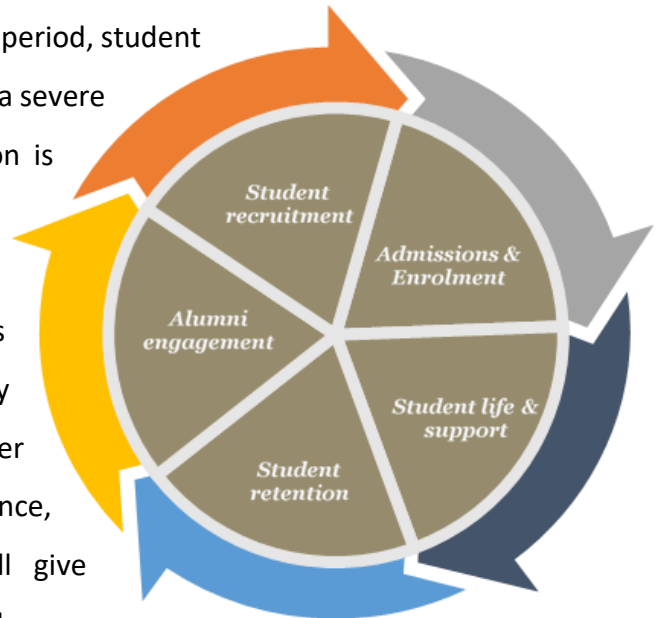 period, student
a severe
on is
s
y
er
nce,
ll give
Student
recruitment
Admissions &
Enrolment
Student life &
support
Student
retention
Alumni
engagement